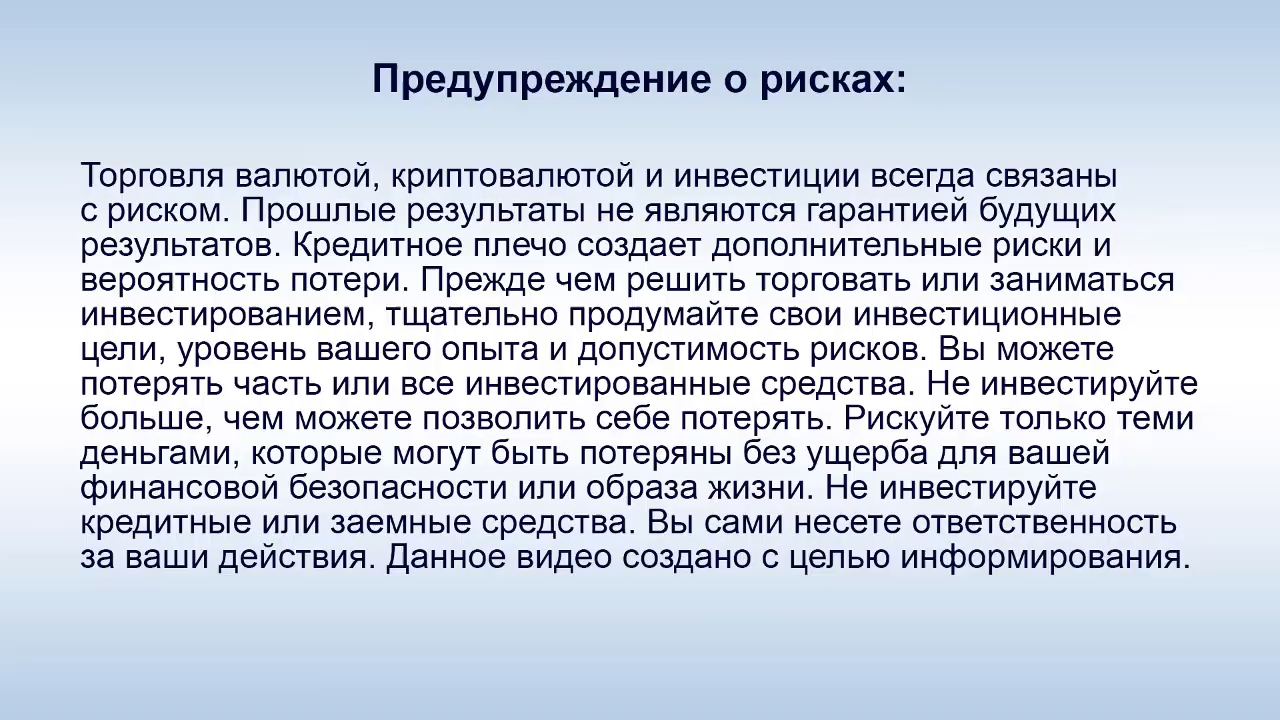 Предупреждение о рисках:
Торговля валютой, криптовалютой и инвестиции всегда связаны
с риском. Прошлые результаты не являются гарантией будущих
результатов. Кредитное плечо создает дополнительные риски и
вероятность потери. Прежде чем решить торговать или заниматься
инвестированием, тщательно продумайте свои инвестиционные
цели, уровень вашего опыта и допустимость рисков. Вы можете
потерять часть или все инвестированные средства. Не инвестируйте
больше, чем можете позволить себе потерять. Рискуйте только теми
деньгами, которые могут быть потеряны без ущерба для вашей
финансовой безопасности или образа жизни. Не инвестируйте
кредитные или заемные средства. Вы сами несете ответственность
за ваши действия. Данное видео создано с целью информирования.